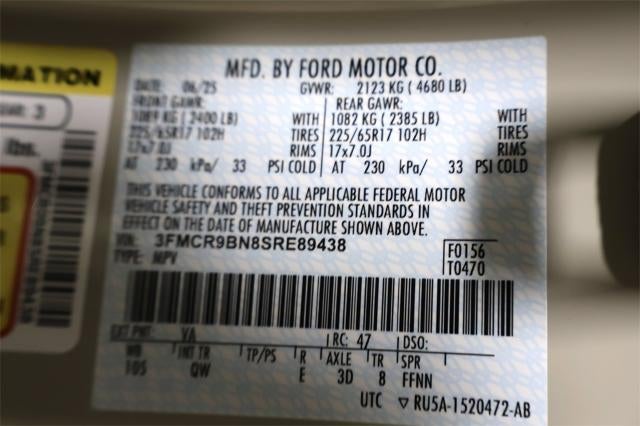 MATION
3
lbs.
MFD. BY FORD MOTOR CO.
DATE: 06/25 GVWR: 2123 KG ( 4680 LB)
FRONT GAWR: REAR GAWR:
1089 KG ( 2400 LB) WITH 1082 KG ( 2385 LB) WITH
225/65R17 102H TIRES 225/65R17 102H TIRES
17x7.0J RIMS 17x7.0J RIMS
AT 230 kPa/ 33 PSI COLD AT 230 kPa/ 33 PSI COLD
THIS VEHICLE CONFORMS TO ALL APPLICABLE FEDERAL MOTOR
VEHICLE SAFETY AND THEFT PREVENTION STANDARDS IN
EFFECT ON THE DATE OF MANUFACTURE SHOWN ABOVE.
VIN: 3FMCR9BN8SRE89438 F0156
TYPE: MPV T0470
EXT PNT: VA RC: 47 DSO:
WB INT TR TP/PS R AXLE TR SPR
105 QW E 3D 8 FFNN
UTC ▽ RU5A-1520472-AB